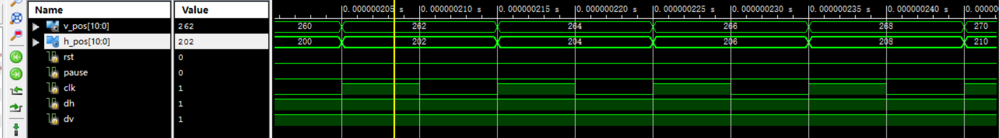 Name Value 0.000000205 s 0.000000210 s 0.000000215 s 0.000000220 s 0.000000225 s 0.000000230 s 0.000000235 s 0.000000240 s 0.00000
v_pos[10:0] 262 260 262 264 266 268 270
h_pos[10:0] 202 200 202 204 206 208 210
rst 0
pause 0
clk 1
dh 1
dv 1